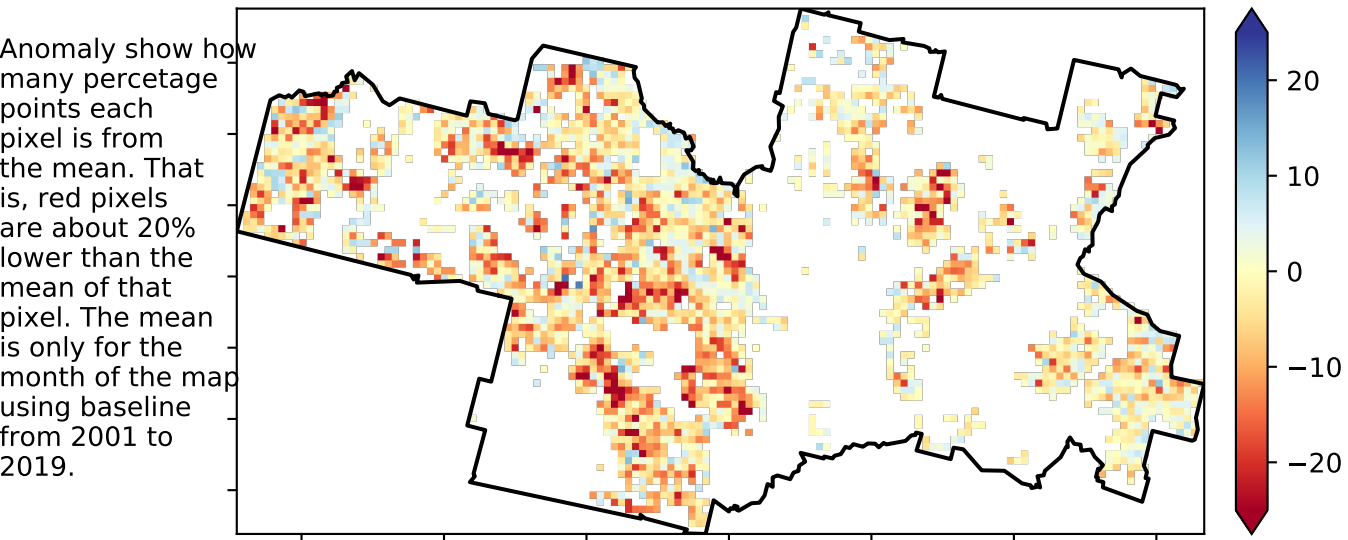 Anomaly show how
many percetage
points each
pixel is from
the mean. That
is, red pixels
are about 20%
lower than the
mean of that
pixel. The mean
is only for the
month of the map
using baseline
from 2001 to
2019.
20
10
0
−10
−20